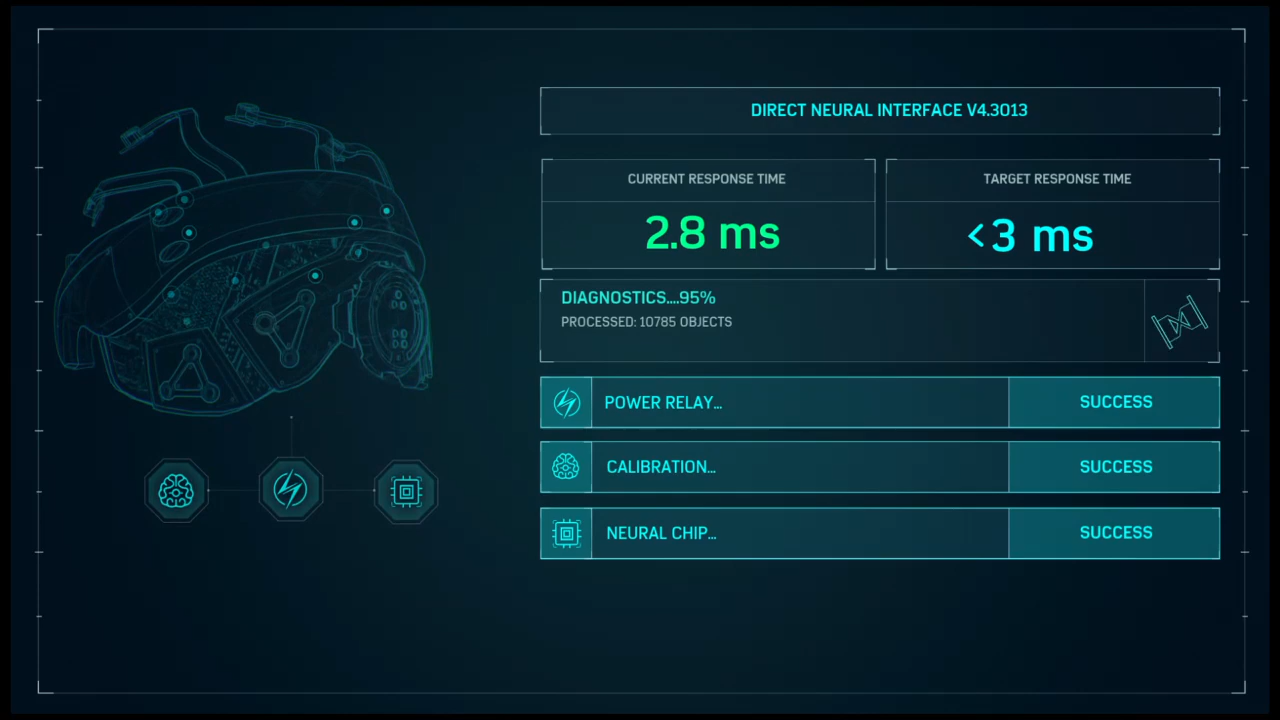 DIRECT NEURAL INTERFACE V4.3013
CURRENT RESPONSE TIME
2.8 ms
TARGET RESPONSE TIME
<3 ms
DIAGNOSTICS....95%
PROCESSED: 10785 OBJECTS
POWER RELAY...
SUCCESS
CALIBRATION...
SUCCESS
NEURAL CHIP...
SUCCESS